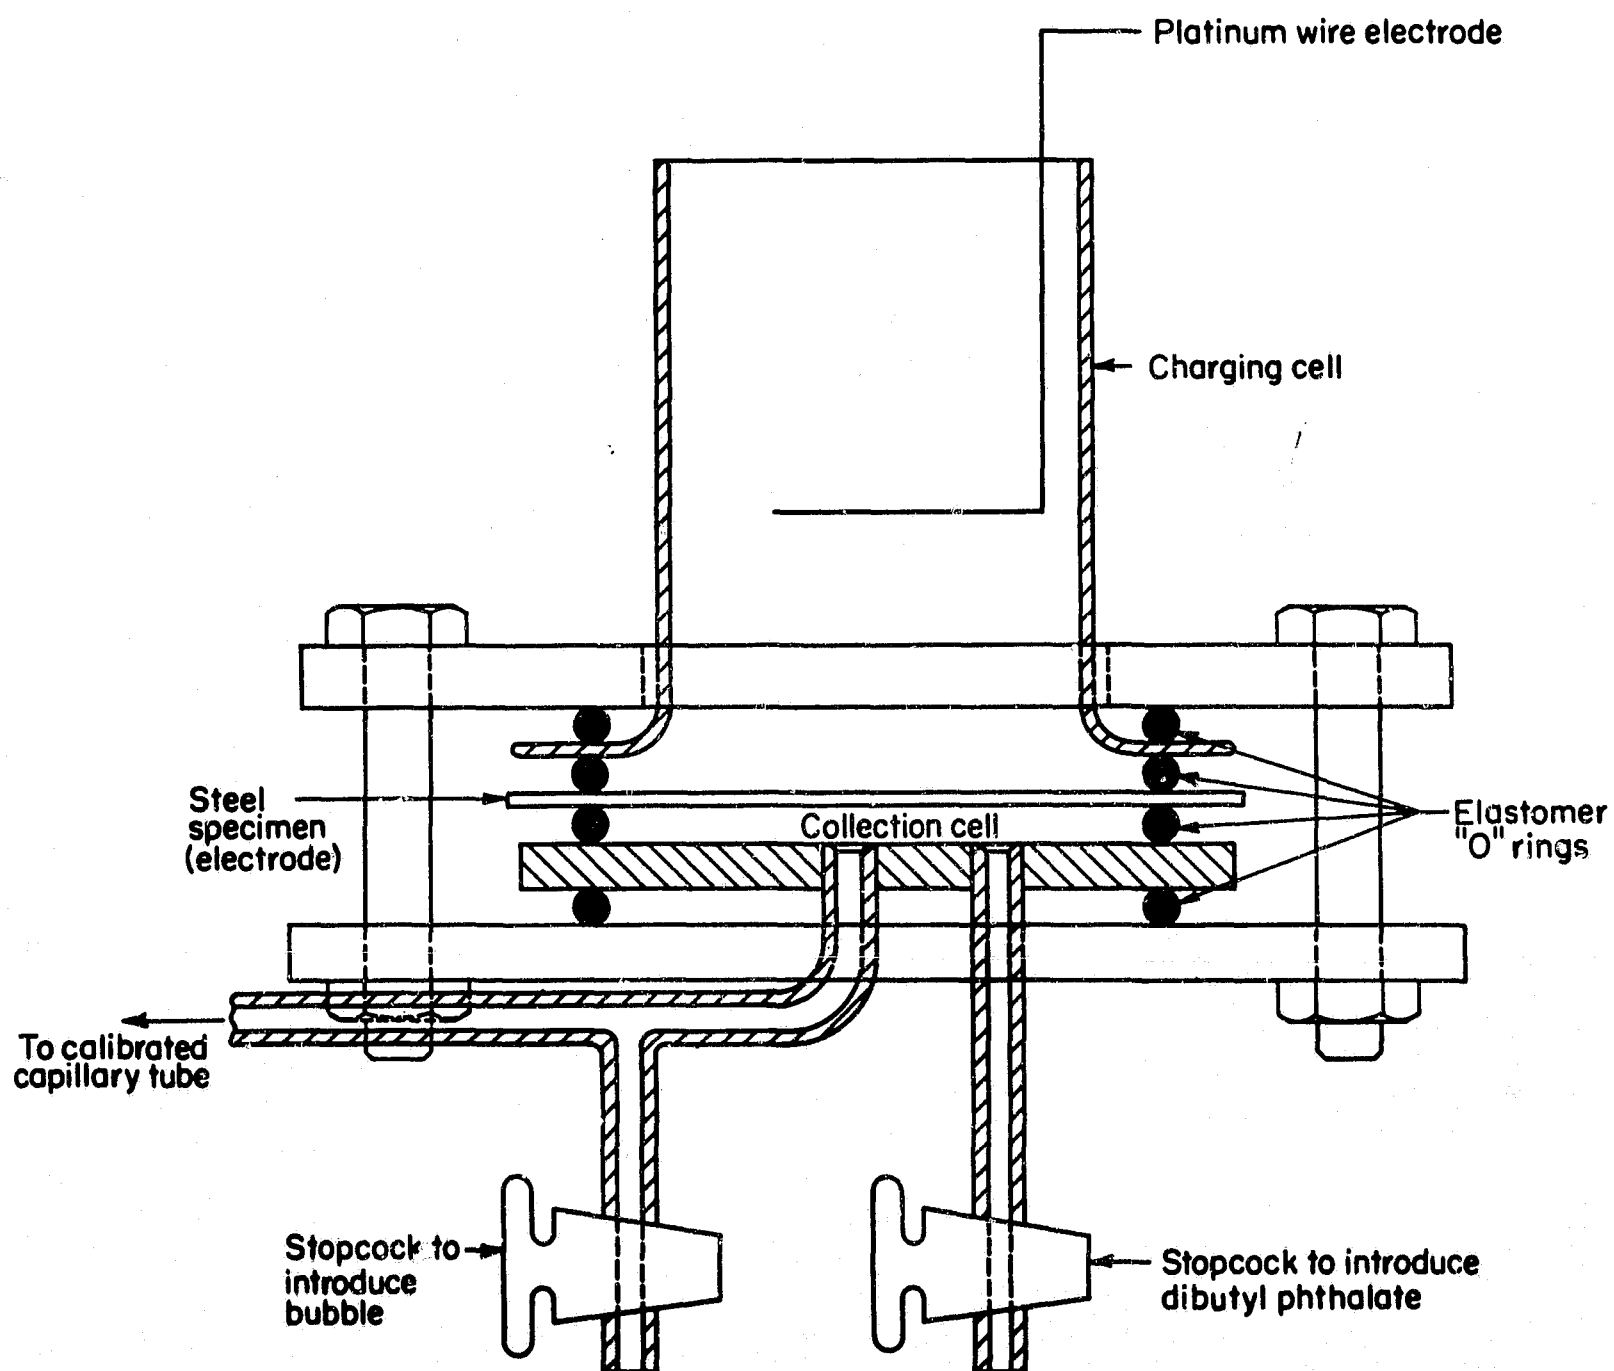 Platinum wire electrode
Charging cell
Steel
specimen
(electrode)
Collection cell
Elastomer
"O" rings
To calibrated
capillary tube
Stopcock to
introduce
bubble
Stopcock to introduce
dibutyl phthalate